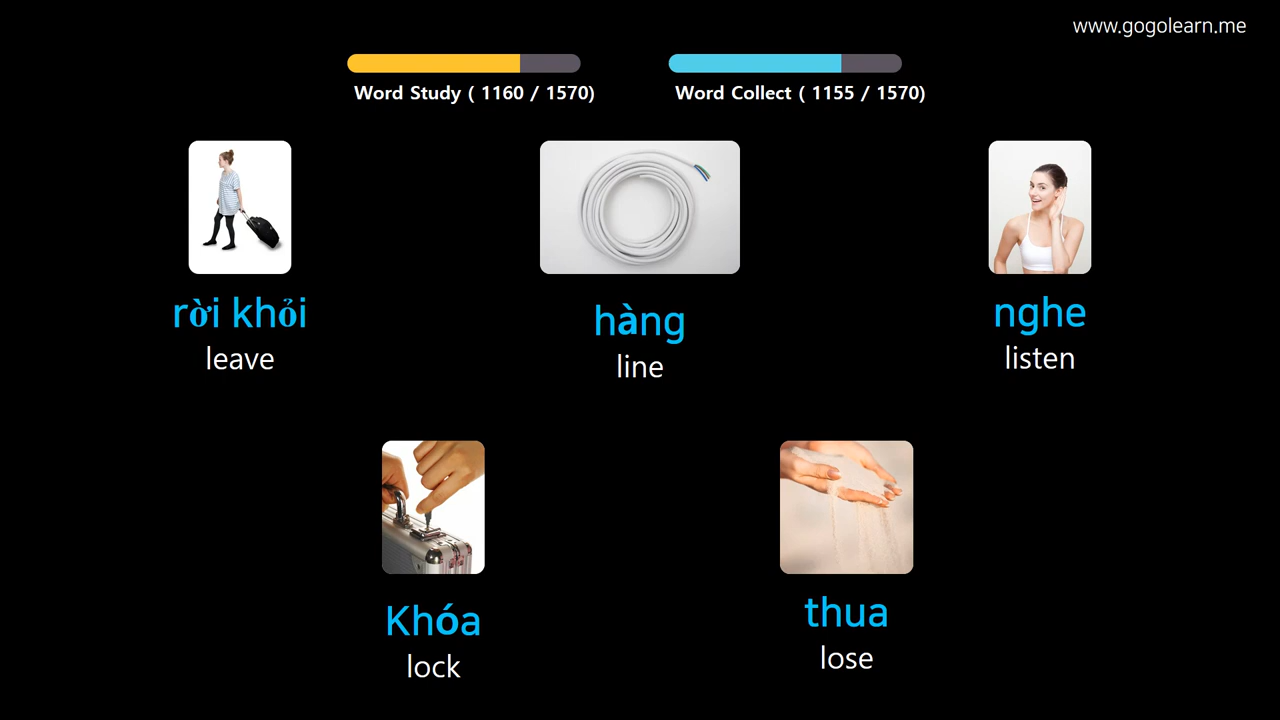 www.gogolearn.me
Word Study ( 1160 / 1570)
Word Collect ( 1155 / 1570)
rời khỏi
leave
hàng
line
nghe
listen
Khóa
lock
thua
lose